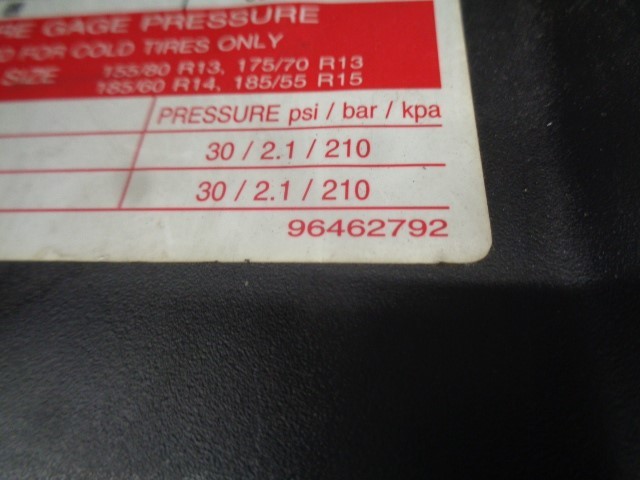 RE GAGE PRESSURE
D FOR COLD TIRES ONLY
SIZE 155/80 R13, 175/70 R13
185/60 R14, 185/55 R15
PRESSURE psi / bar / kpa
30 / 2.1 / 210
30 / 2.1 / 210
96462792